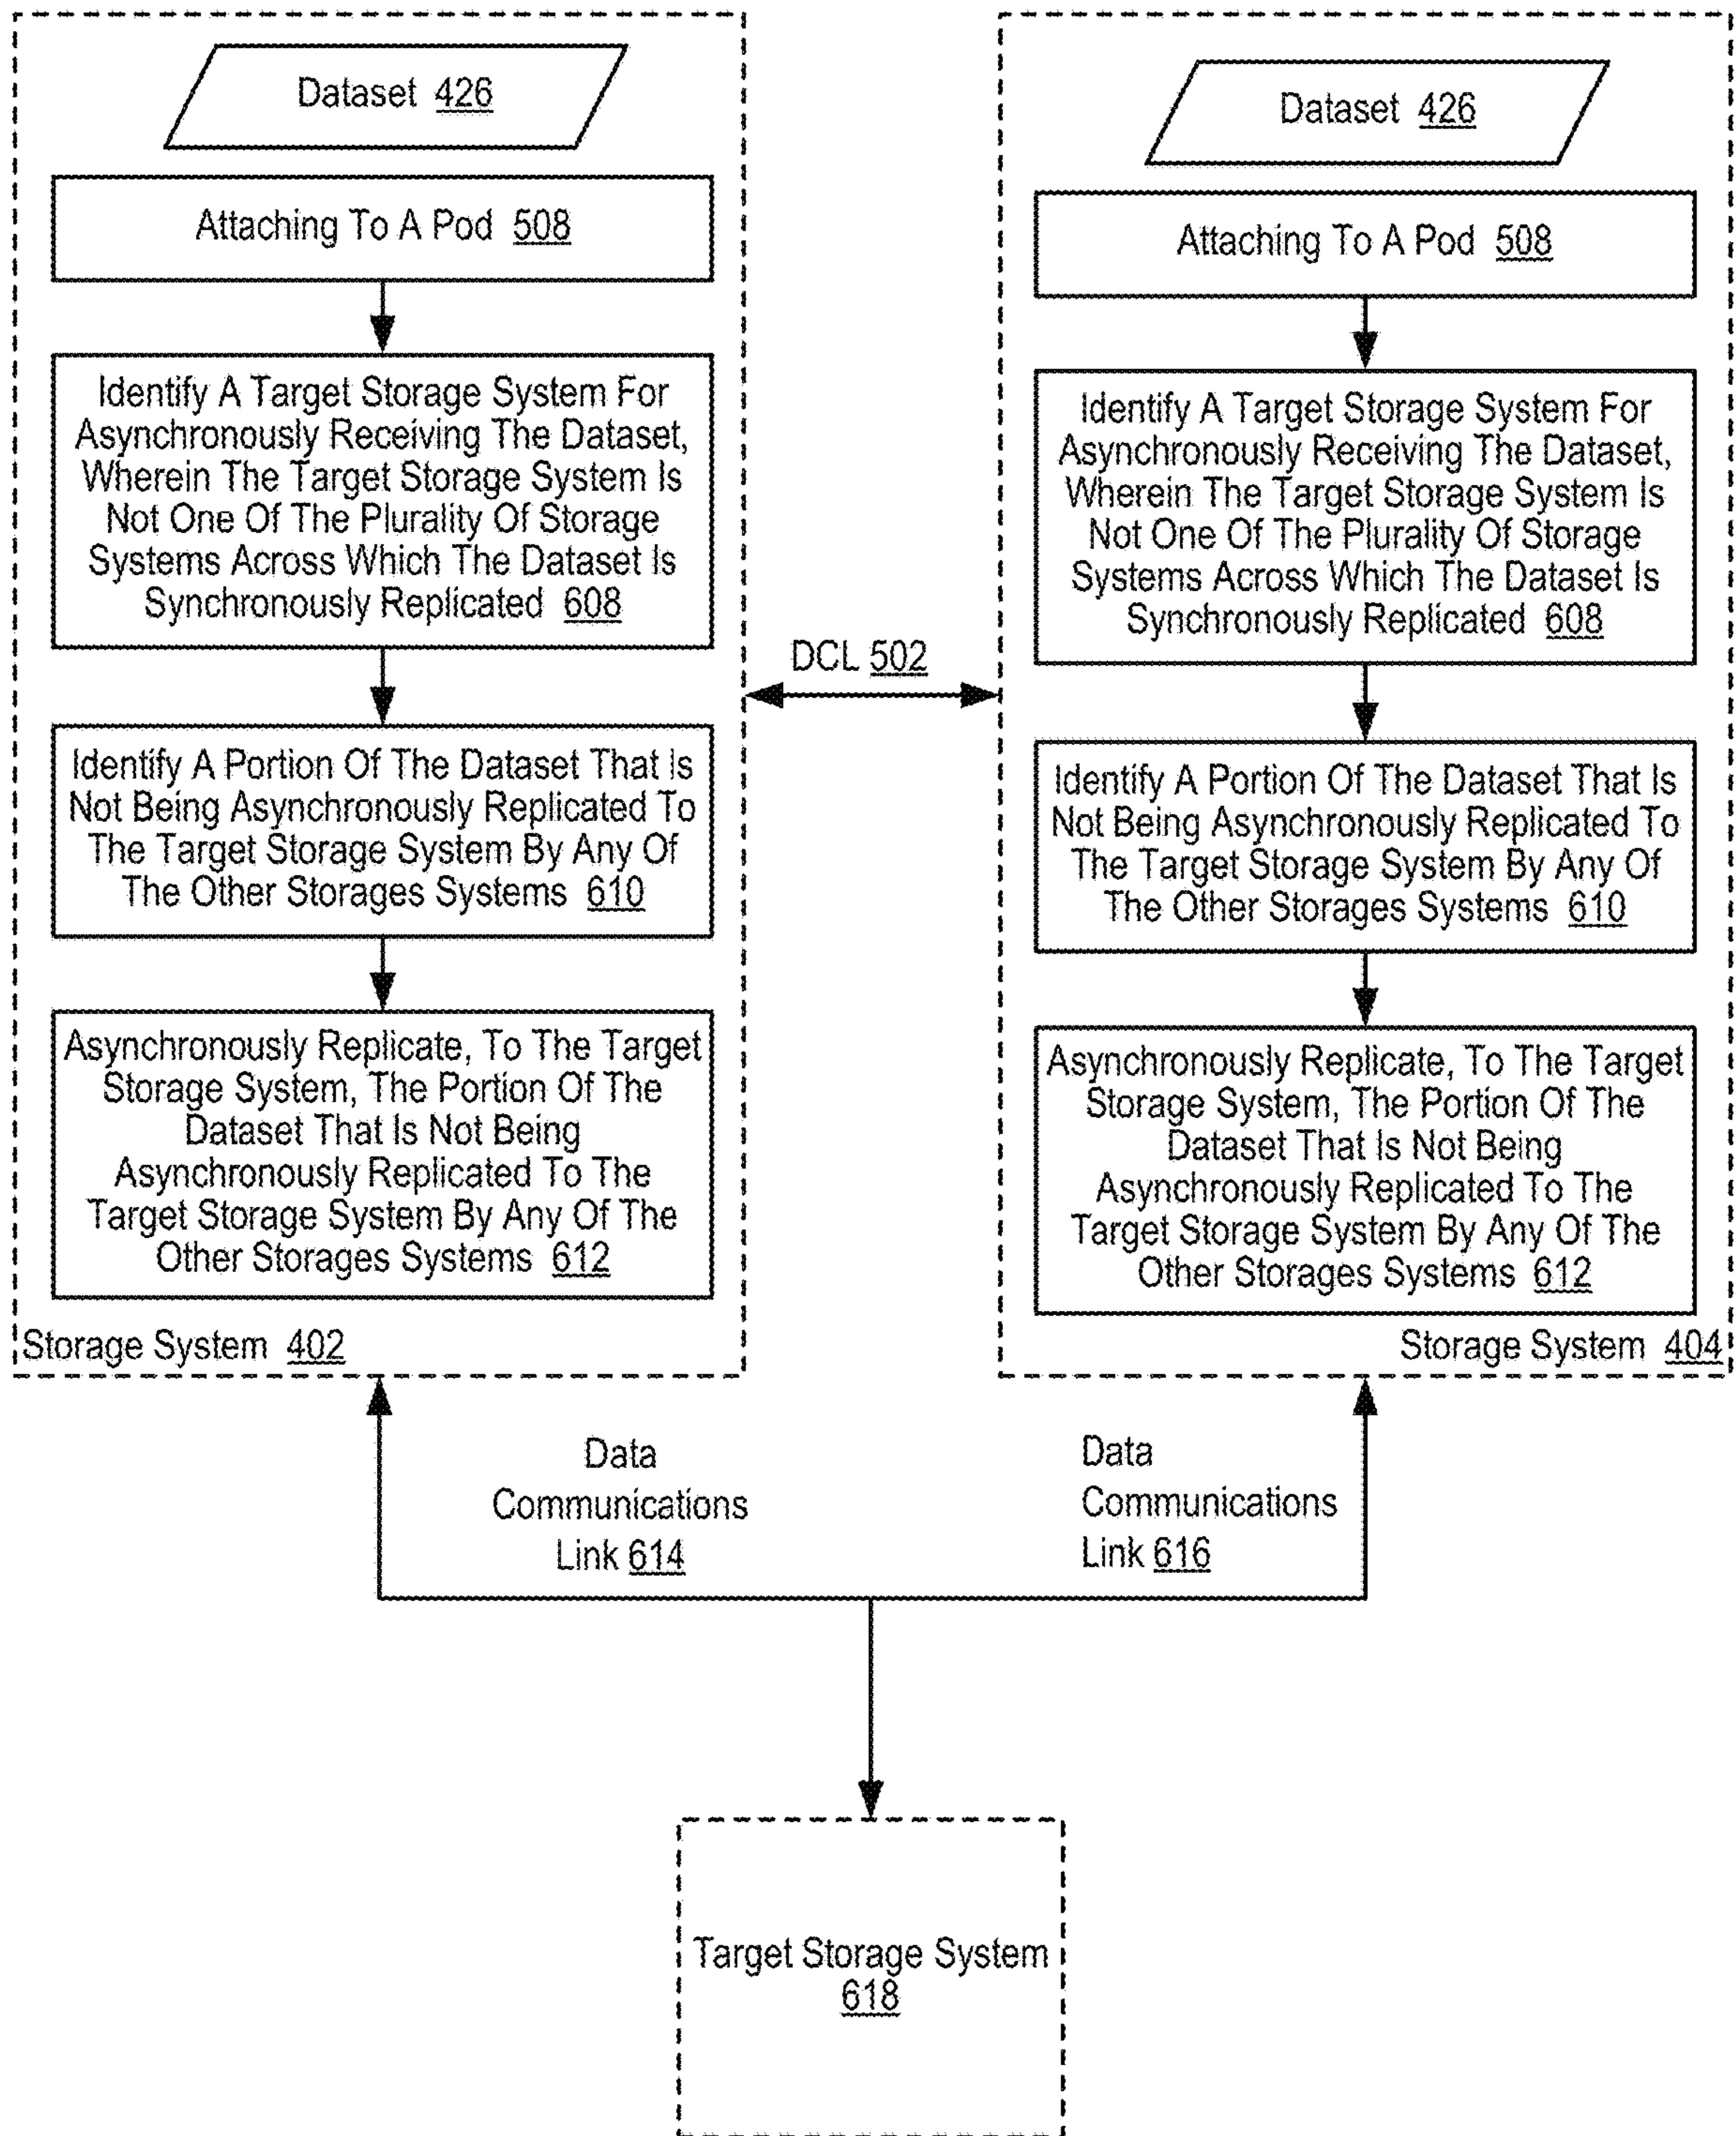 Dataset 426
Attaching To A Pod 508
Identify A Target Storage System For
Asynchronously Receiving The Dataset,
Wherein The Target Storage System Is
Not One Of The Plurality Of Storage
Systems Across Which The Dataset Is
Synchronously Replicated 608
Identify A Portion Of The Dataset That Is
Not Being Asynchronously Replicated To
The Target Storage System By Any Of
The Other Storages Systems 610
Asynchronously Replicate, To The Target
Storage System, The Portion Of The
Dataset That Is Not Being
Asynchronously Replicated To The
Target Storage System By Any Of The
Other Storages Systems 612
Storage System 402
DCL 502
Dataset 426
Attaching To A Pod 508
Identify A Target Storage System For
Asynchronously Receiving The Dataset,
Wherein The Target Storage System Is
Not One Of The Plurality Of Storage
Systems Across Which The Dataset Is
Synchronously Replicated 608
Identify A Portion Of The Dataset That Is
Not Being Asynchronously Replicated To
The Target Storage System By Any Of
The Other Storages Systems 610
Asynchronously Replicate, To The Target
Storage System, The Portion Of The
Dataset That Is Not Being
Asynchronously Replicated To The
Target Storage System By Any Of The
Other Storages Systems 612
Storage System 404
Data
Communications
Link 614
Data
Communications
Link 616
Target Storage System
618